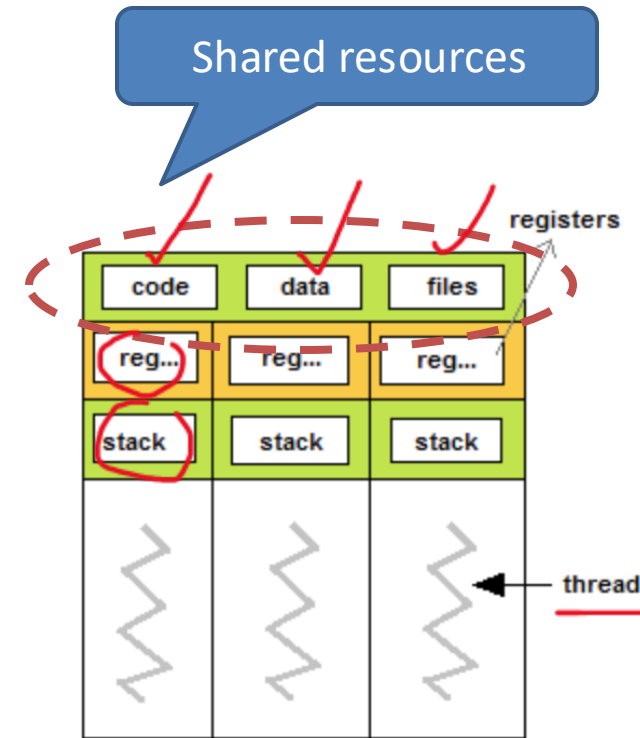 Shared resources
registers
code data files
reg... reg... reg...
stack stack stack
thread